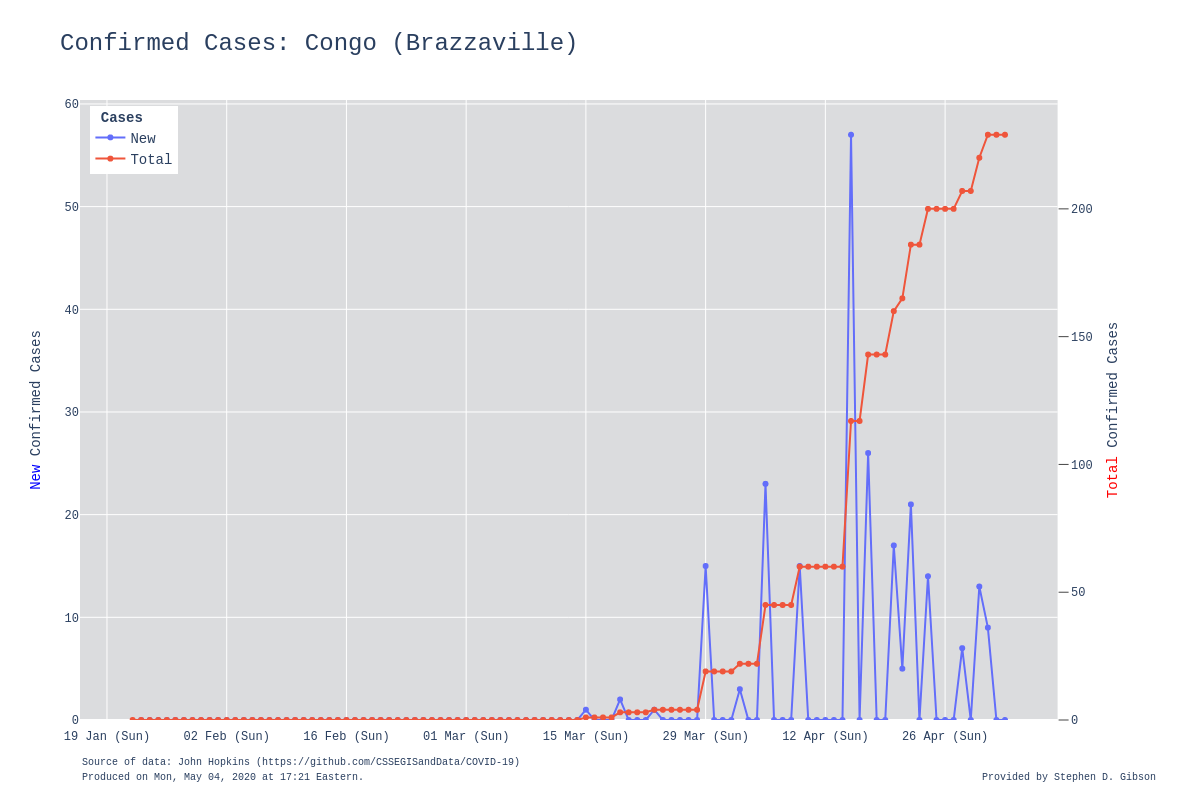 Confirmed Cases: Congo (Brazzaville)
Cases
New
Total
60
50
40
30
20
10
0
New Confirmed Cases
200
150
100
50
0
Total Confirmed Cases
19 Jan (Sun) 02 Feb (Sun) 16 Feb (Sun) 01 Mar (Sun) 15 Mar (Sun) 29 Mar (Sun) 12 Apr (Sun) 26 Apr (Sun)
Source of data: John Hopkins (https://github.com/CSSEGISandData/COVID-19)
Produced on Mon, May 04, 2020 at 17:21 Eastern.
Provided by Stephen D. Gibson